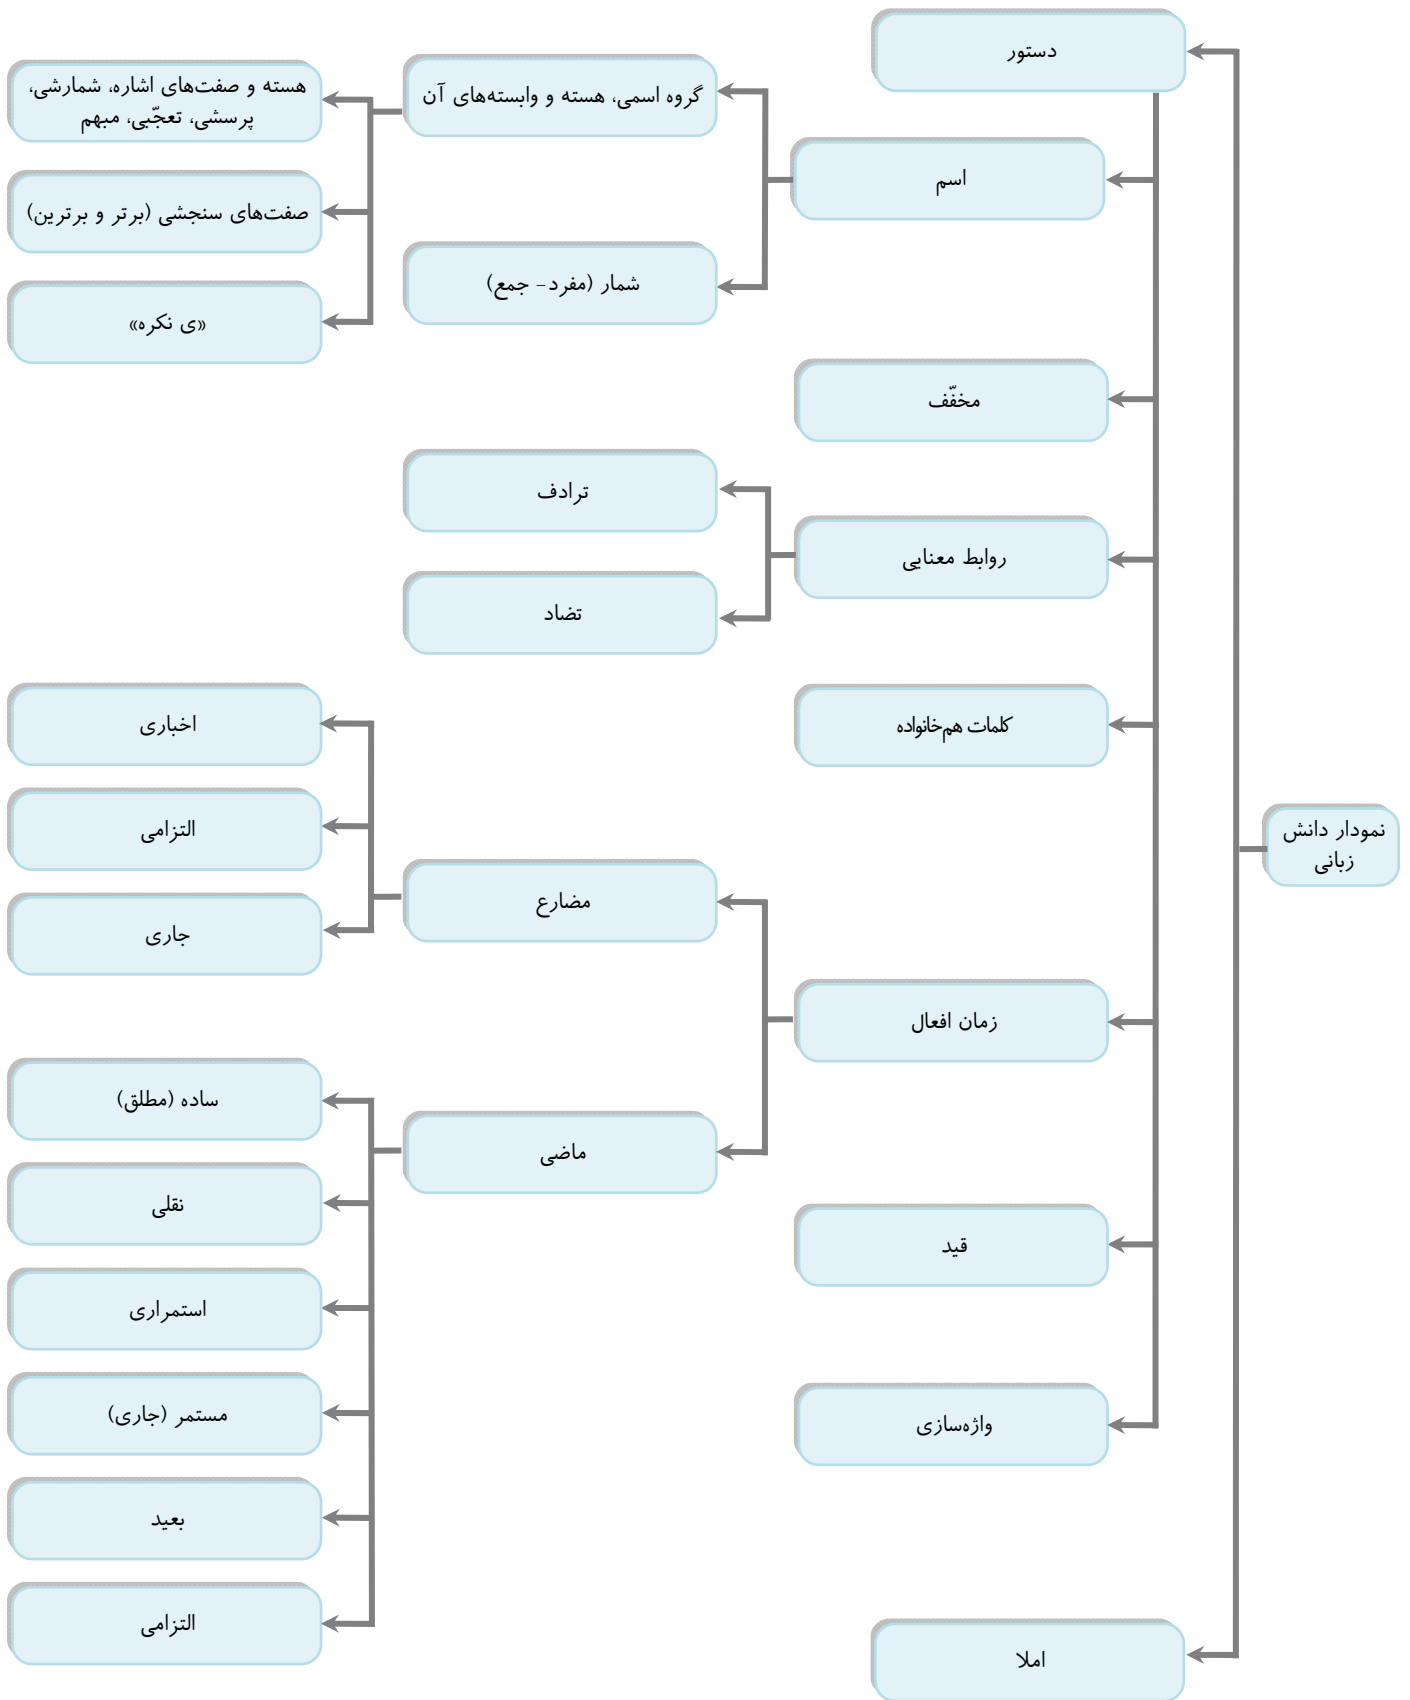 نمودار دانش
زبانی
دستور
اسم
گروه اسمی، هسته و وابسته‌های آن
هسته و صفت‌های اشاره، شمارشی،
پرسشی، تعجّبی، مبهم
صفت‌های سنجشی (برتر و برترین)
«ی نکره»
شمار (مفرد- جمع)
مخفّف
روابط معنایی
ترادف
تضاد
کلمات هم‌خانواده
زمان افعال
مضارع
اخباری
التزامی
جاری
ماضی
ساده (مطلق)
نقلی
استمراری
مستمر (جاری)
بعید
التزامی
قید
واژه‌سازی
املا